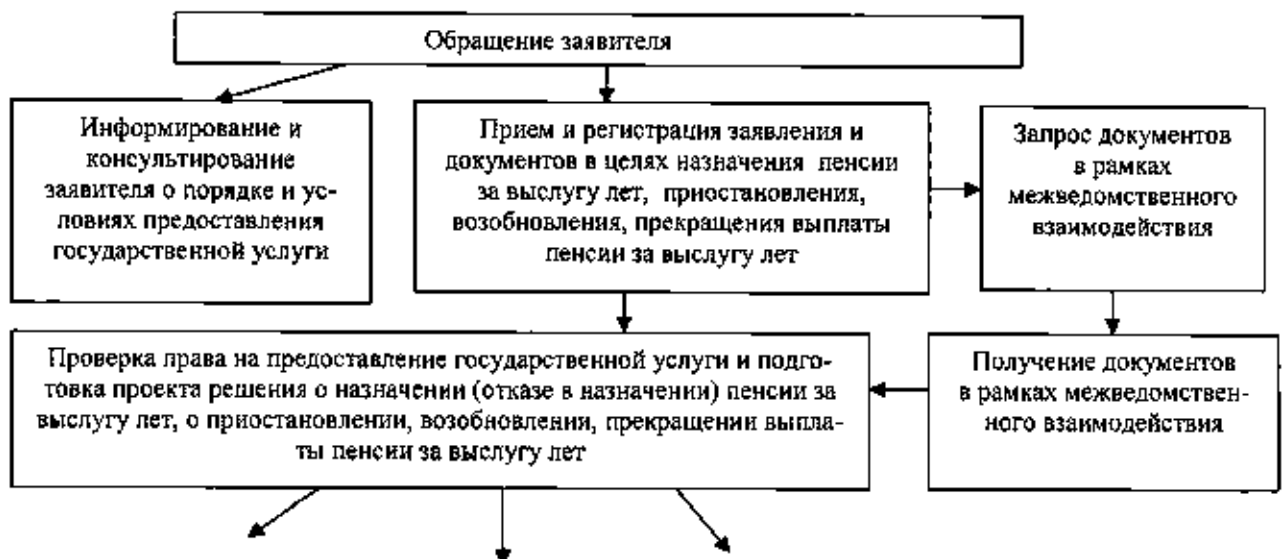 Обращение заявителя
Информирование и
консультирование
заявителя о порядке и ус-
ловиях предоставления
государственной услуги
Прием и регистрация заявления и
документов в целях назначения пенсии
за выслугу лет, приостановления,
возобновления, прекращения выплаты
пенсии за выслугу лет
Запрос документов
в рамках
межведомственного
взаимодействия
Проверка права на предоставление государственной услуги и подго-
товка проекта решения о назначении (отказе в назначении) пенсии за
выслугу лет, о приостановлении, возобновления, прекращении выпла-
ты пенсии за выслугу лет
Получение документов
в рамках межведомствен-
ного взаимодействия